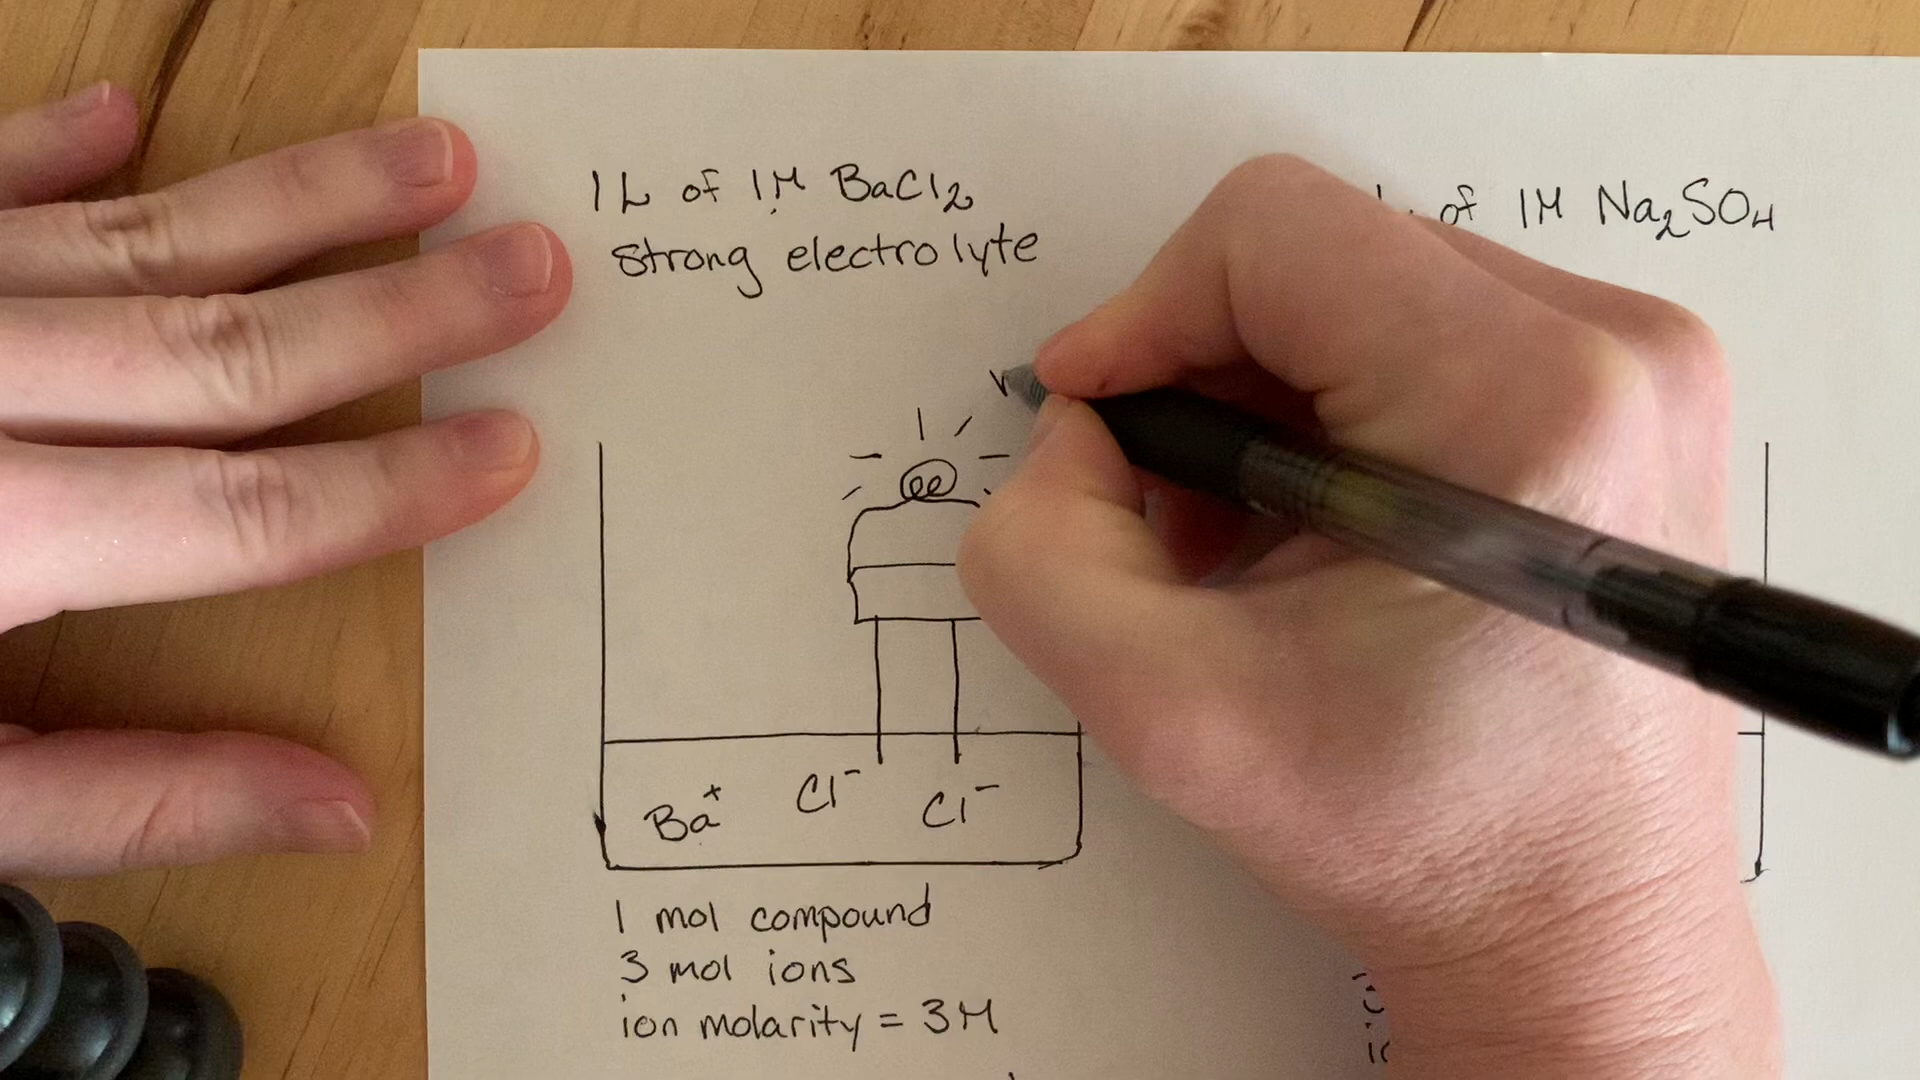 1 L of 1M BaCl2
strong electrolyte
of 1M Na2SO4
Ba+ Cl- Cl-
1 mol compound
3 mol ions
ion molarity = 3M